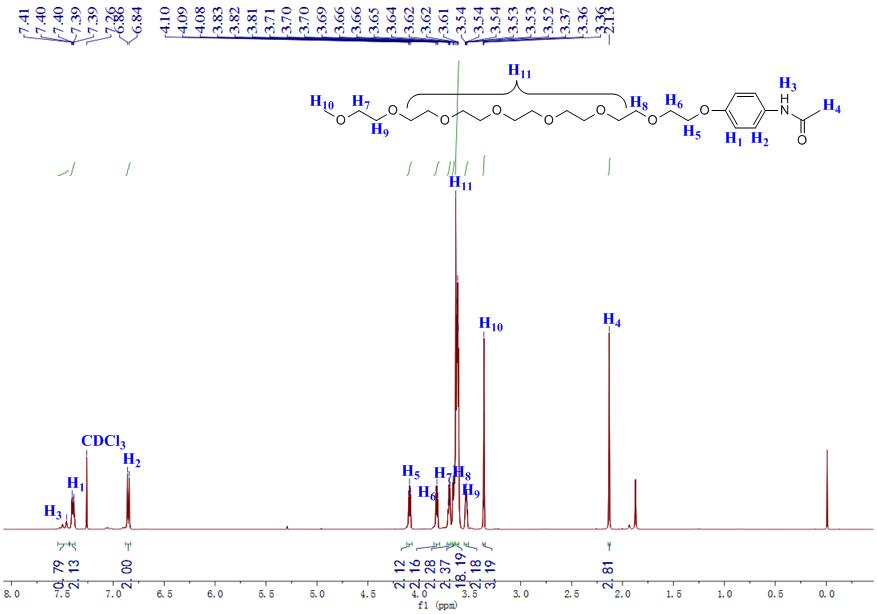 7.41 7.40 7.40 7.39 7.39 7.26 6.86 6.84 4.10 4.09 4.08 3.83 3.82 3.81 3.71 3.70 3.70 3.69 3.66 3.66 3.65 3.64 3.62 3.62 3.61 3.54 3.54 3.54 3.53 3.53 3.52 3.37 3.36 3.36 2.13
H11
H10 H7 H8 H6 H N H3 H4
O O O O O O O O O
H9 H5 H1 H2
H11
H10 H4
CDCl3
H1 H2 H5 H7 H8
H3 H6 H9
0.79 2.13 2.00 2.12 2.16 2.28 2.37 18.19 2.18 3.19 2.81
8.0 7.5 7.0 6.5 6.0 5.5 5.0 4.5 4.0 3.5 3.0 2.5 2.0 1.5 1.0 0.5 0.0
f1 (ppm)